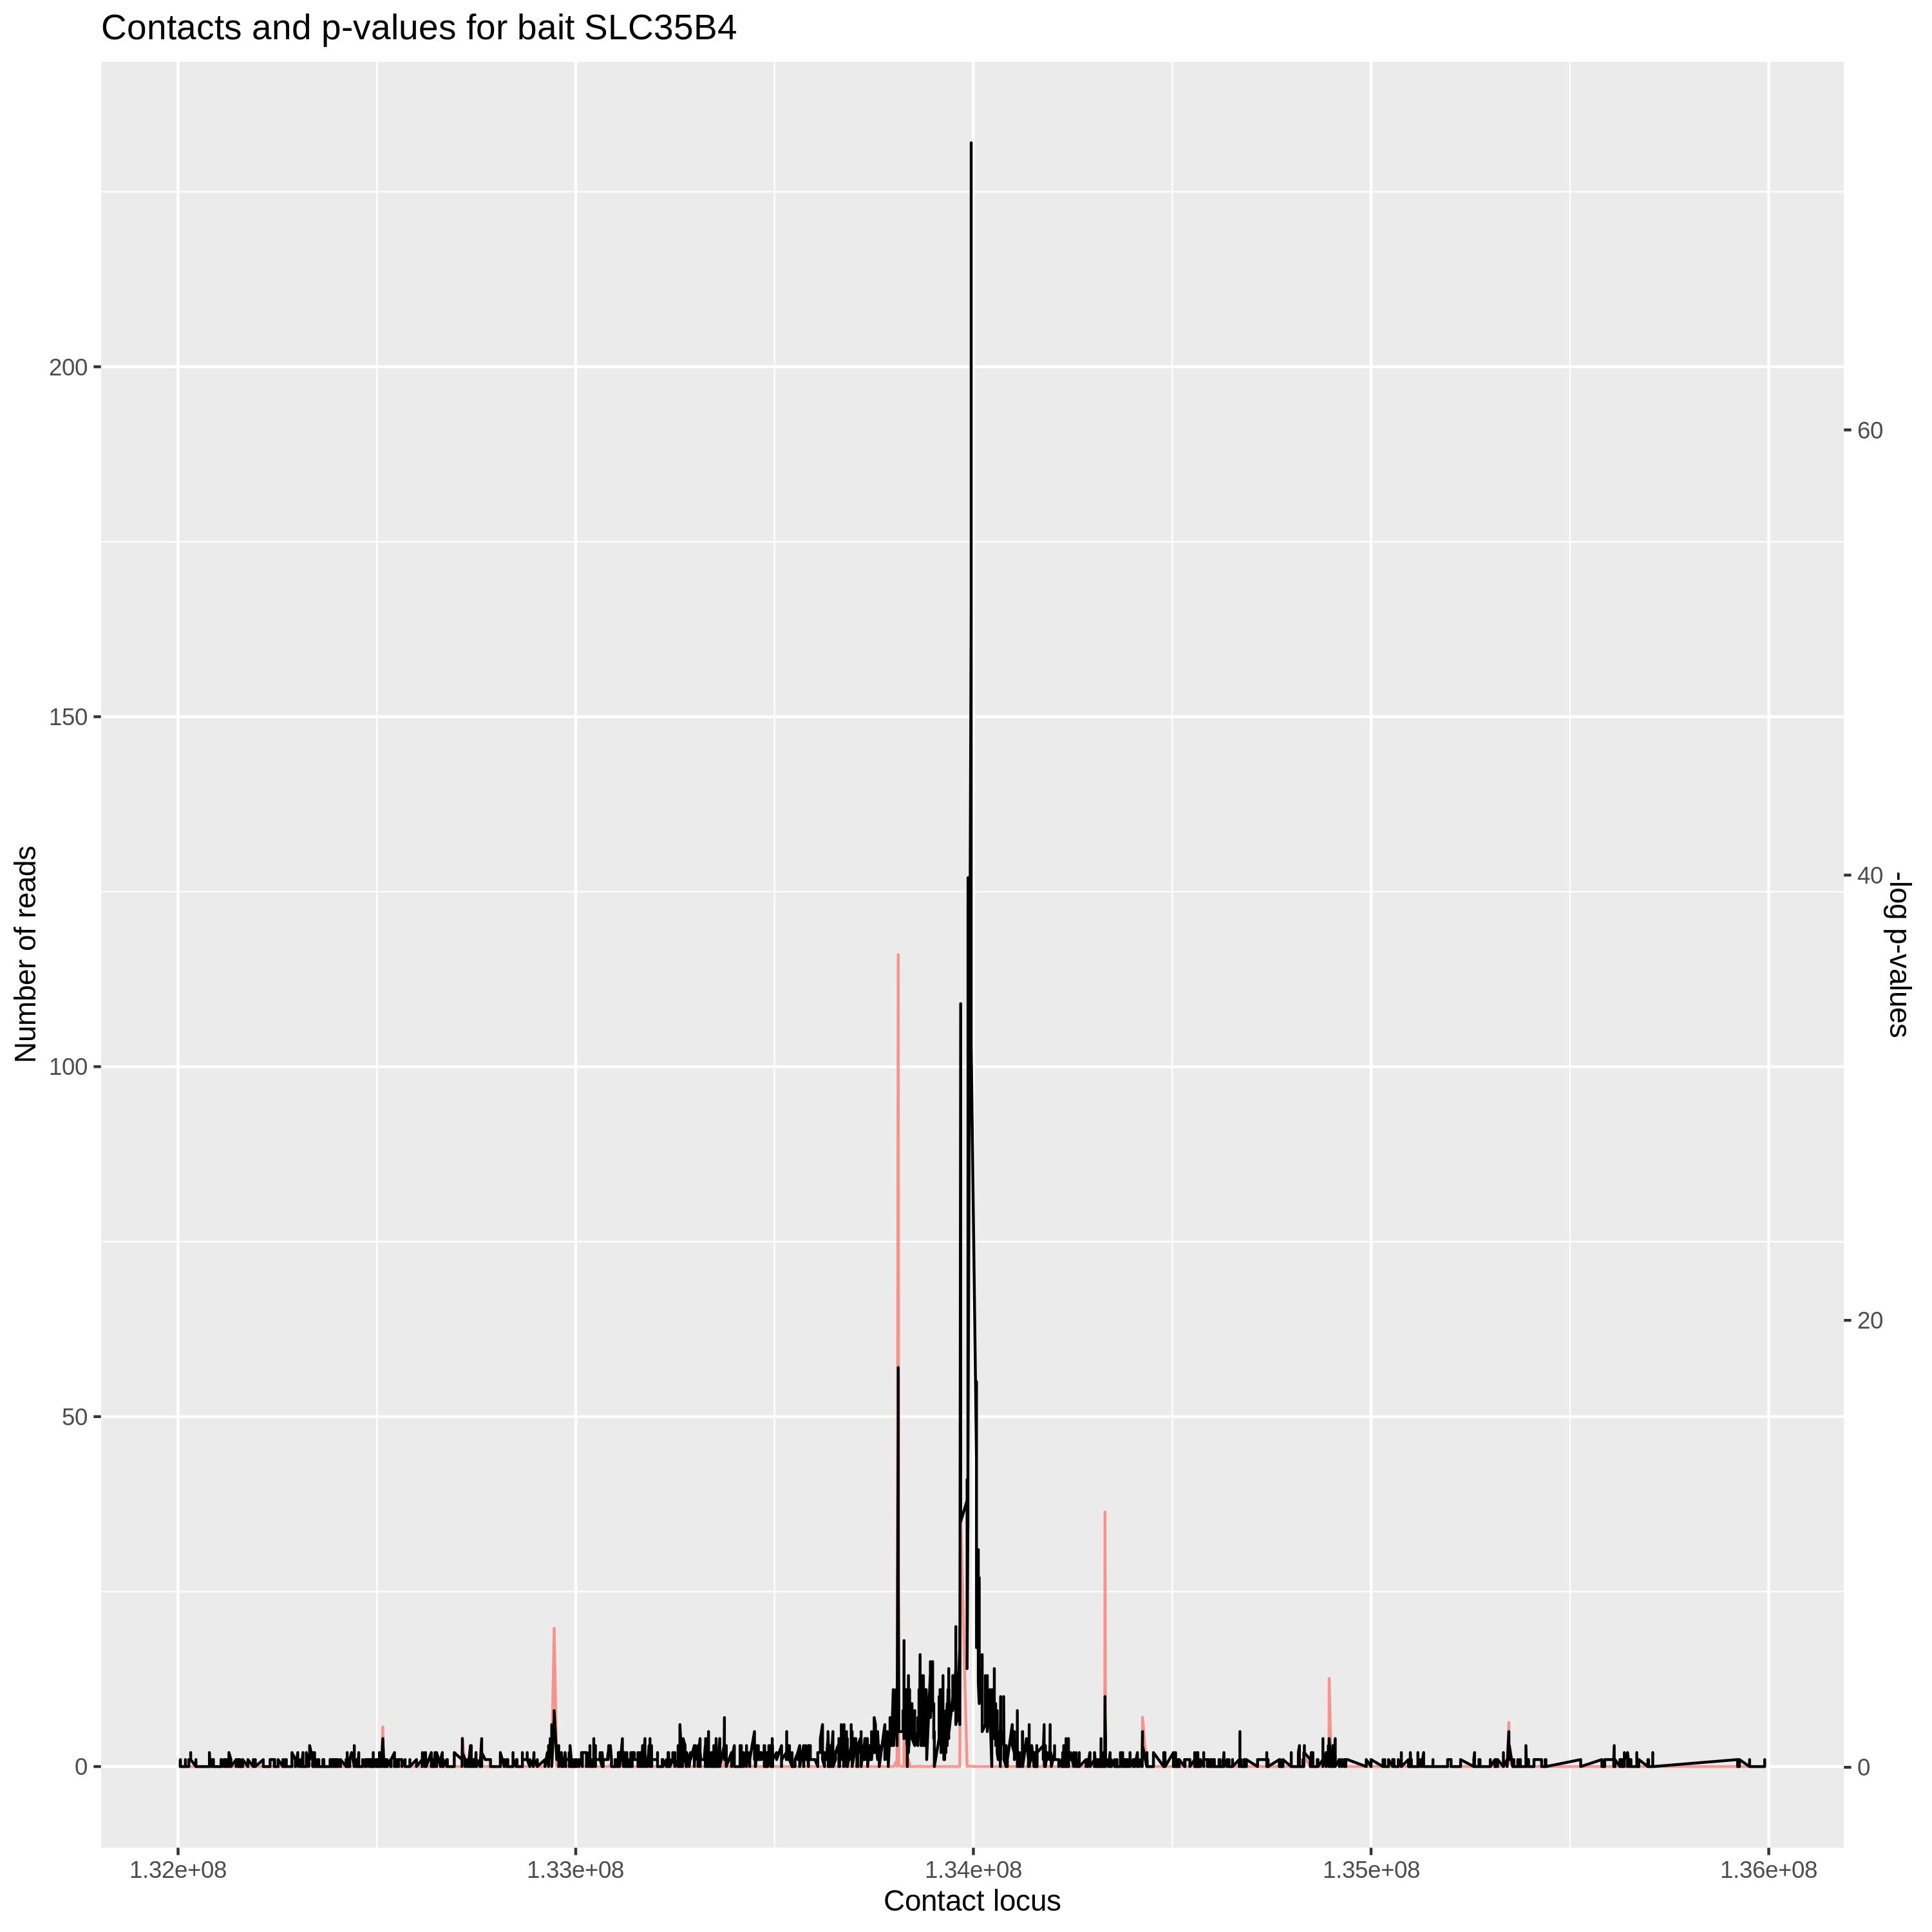 Contacts and p-values for bait SLC35B4
200
150
100
50
0
60
40
20
0
Number of reads
-log p-values
1.32e+08
1.33e+08
1.34e+08
1.35e+08
1.36e+08
Contact locus